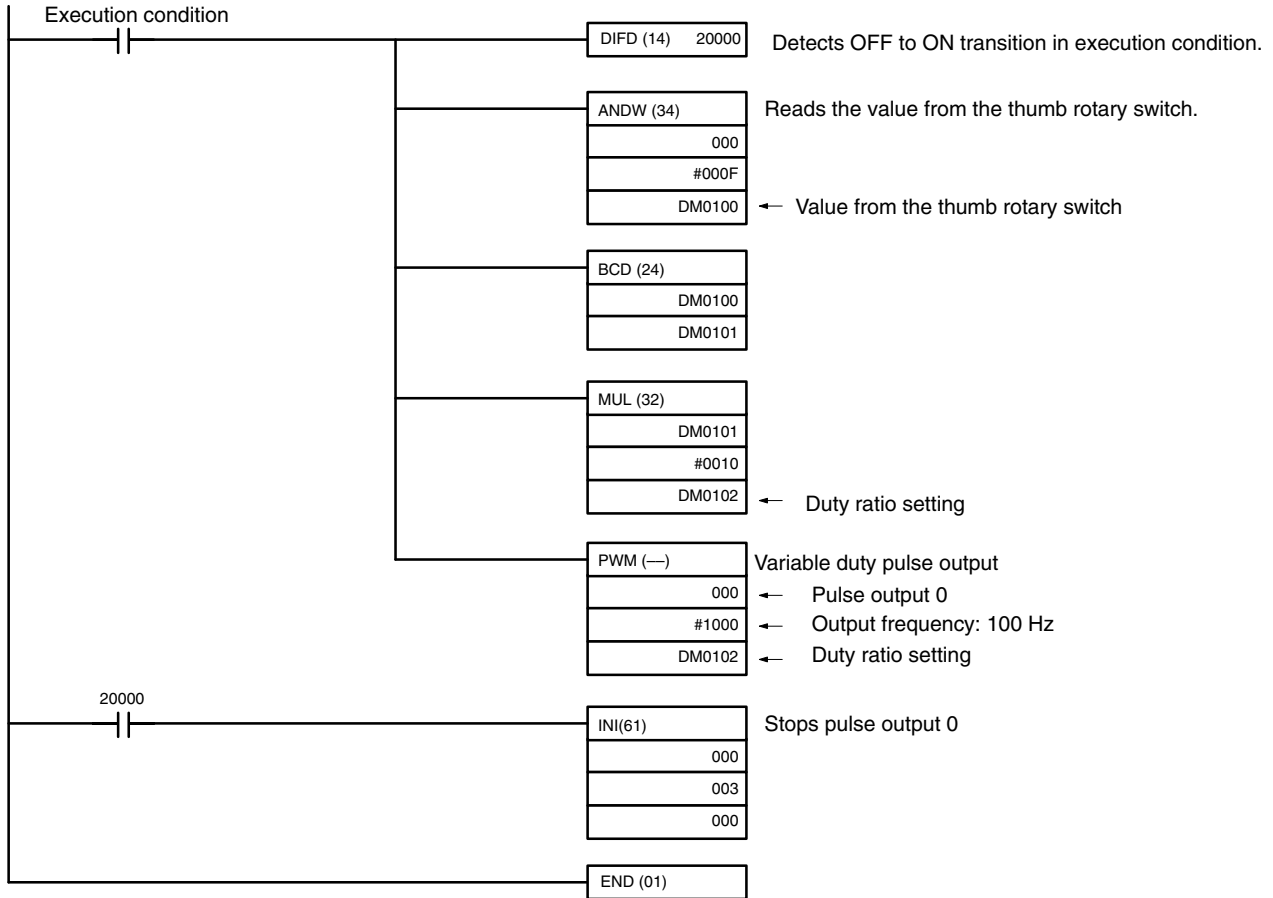 Execution condition
DIFD (14) 20000 Detects OFF to ON transition in execution condition.
ANDW (34) Reads the value from the thumb rotary switch.
000
#000F
DM0100 ← Value from the thumb rotary switch
BCD (24)
DM0100
DM0101
MUL (32)
DM0101
#0010
DM0102 ← Duty ratio setting
PWM (––) Variable duty pulse output
000 ← Pulse output 0
#1000 ← Output frequency: 100 Hz
DM0102 ← Duty ratio setting
20000
INI(61) Stops pulse output 0
000
003
000
END (01)